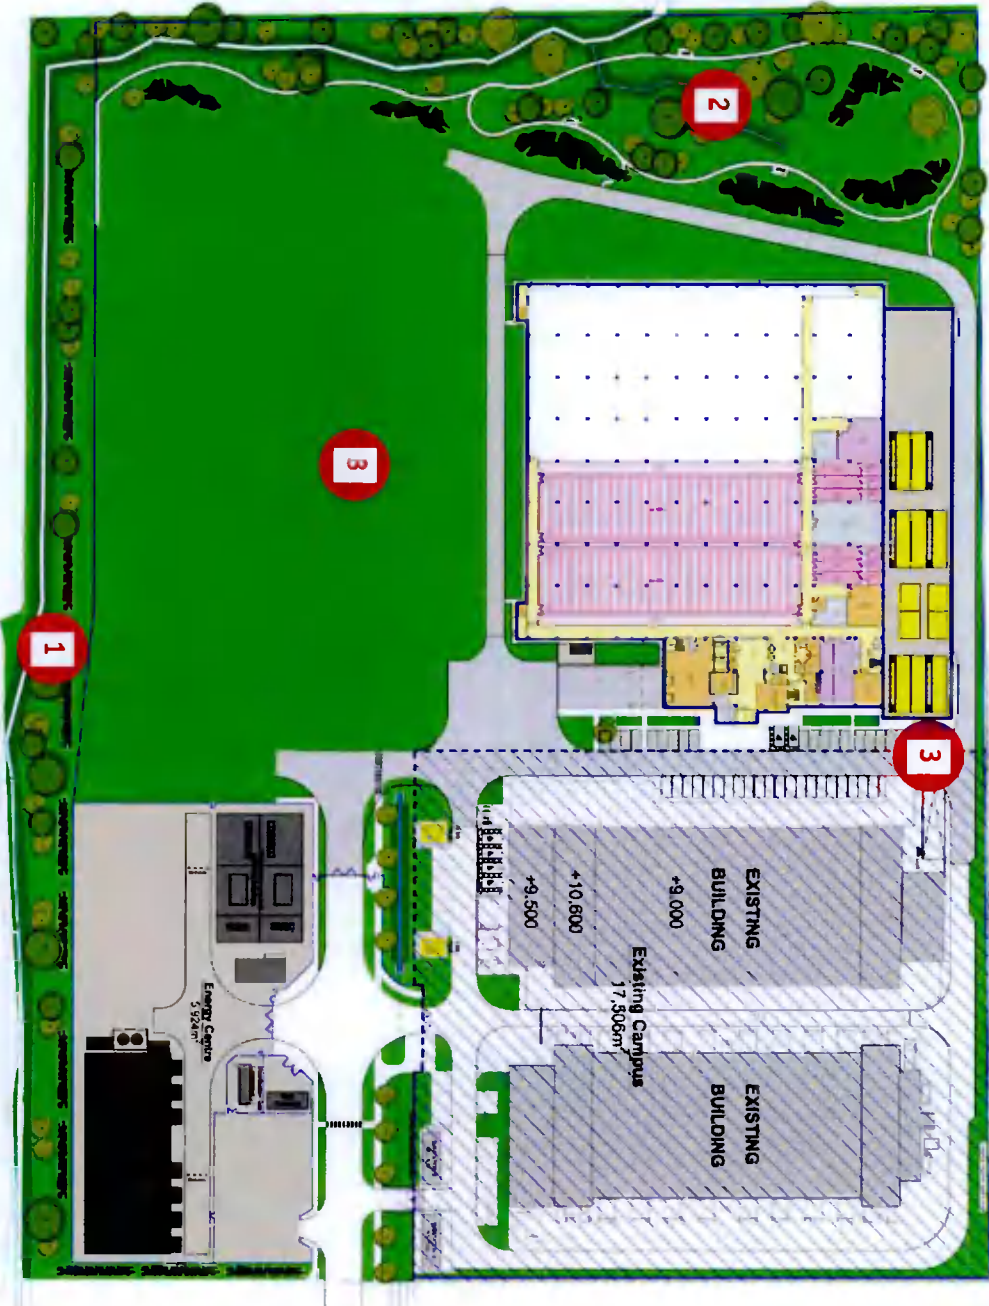 2
B
1
3
EXISTING
BUILDING
+9.000
+10.600
+9.500
Existing Campus
17,506m²
EXISTING
BUILDING
Energy Centre
5,924m²